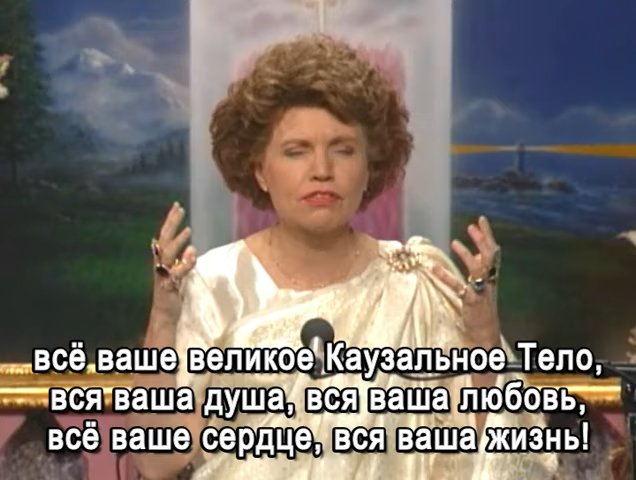 всё ваше великое Каузальное Тело,
вся ваша душа, вся ваша любовь,
всё ваше сердце, вся ваша жизнь!